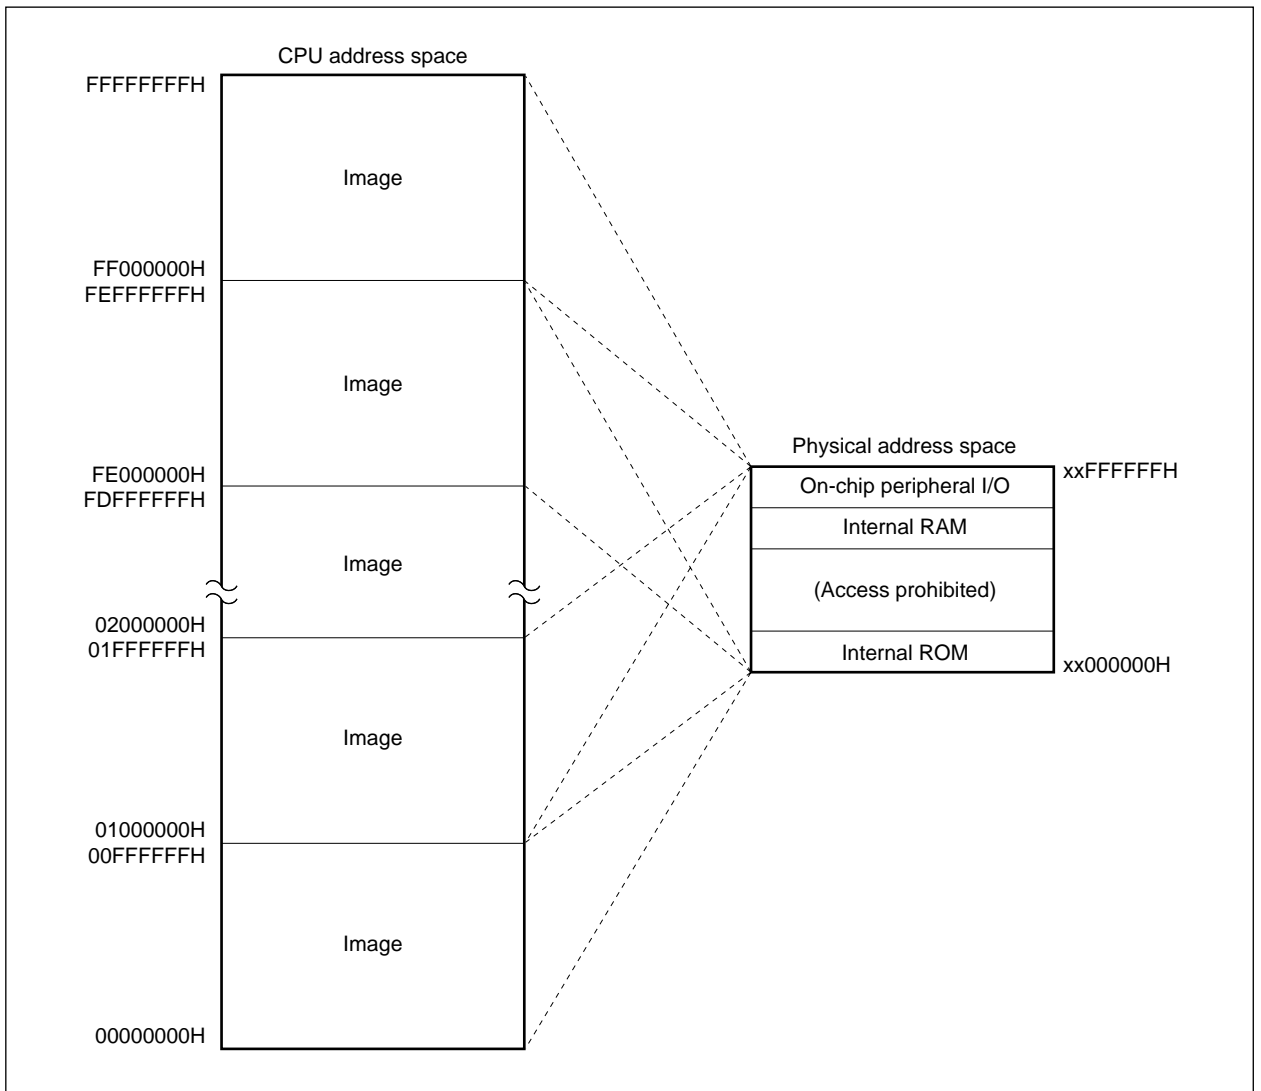 CPU address space
FFFFFFFFH
Image
FF000000H
FEFFFFFFH
Image
FE000000H
FDFFFFFFH
Image
02000000H
01FFFFFFH
Image
01000000H
00FFFFFFH
Image
00000000H
Physical address space
xxFFFFFFH
On-chip peripheral I/O
Internal RAM
(Access prohibited)
Internal ROM
xx000000H